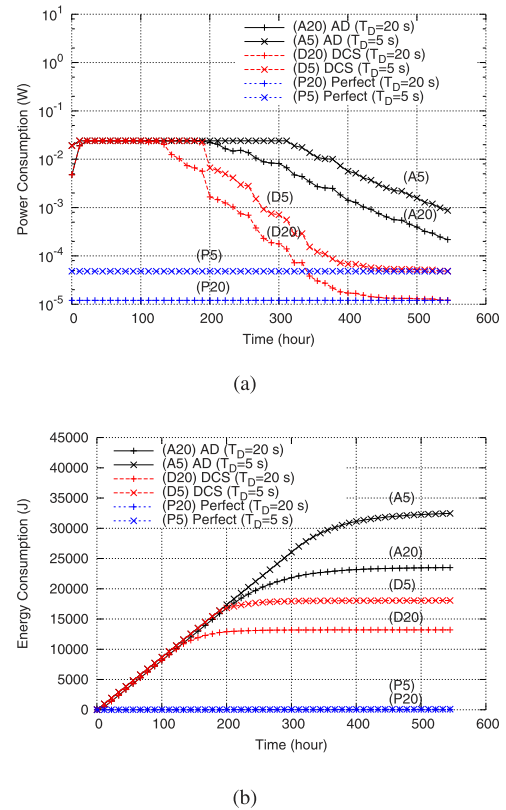 (A20) AD (T_D=20 s)
(A5) AD (T_D=5 s)
(D20) DCS (T_D=20 s)
(D5) DCS (T_D=5 s)
(P20) Perfect (T_D=20 s)
(P5) Perfect (T_D=5 s)
10^1
10^0
10^-1
10^-2
10^-3
10^-4
10^-5
Power Consumption (W)
(A5)
(D5)
(A20)
(D20)
(P5)
(P20)
0 100 200 300 400 500 600
Time (hour)
(a)
45000
40000
35000
30000
25000
20000
15000
10000
5000
0
Energy Consumption (J)
(A20) AD (T_D=20 s)
(A5) AD (T_D=5 s)
(D20) DCS (T_D=20 s)
(D5) DCS (T_D=5 s)
(P20) Perfect (T_D=20 s)
(P5) Perfect (T_D=5 s)
(A5)
(A20)
(D5)
(D20)
(P5)
(P20)
0 100 200 300 400 500 600
Time (hour)
(b)